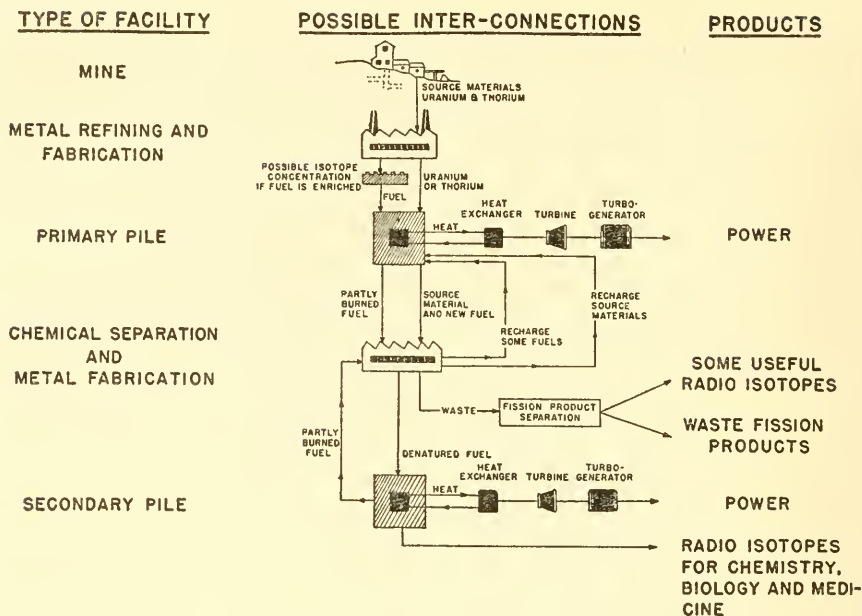 TYPE OF FACILITY
POSSIBLE INTER-CONNECTIONS
PRODUCTS
MINE
SOURCE MATERIALS
URANIUM & THORIUM
METAL REFINING AND
FABRICATION
POSSIBLE ISOTOPE
CONCENTRATION
IF FUEL IS ENRICHED
URANIUM
OR THORIUM
FUEL
PRIMARY PILE
HEAT
HEAT
EXCHANGER
TURBINE
TURBO-
GENERATOR
POWER
PARTLY
BURNED
FUEL
SOURCE
MATERIAL
AND NEW FUEL
RECHARGE
SOME FUELS
RECHARGE
SOURCE
MATERIALS
CHEMICAL SEPARATION
AND
METAL FABRICATION
WASTE
FISSION PRODUCT
SEPARATION
SOME USEFUL
RADIO ISOTOPES
WASTE FISSION
PRODUCTS
PARTLY
BURNED
FUEL
DENATURED FUEL
SECONDARY PILE
HEAT
HEAT
EXCHANGER
TURBINE
TURBO-
GENERATOR
POWER
RADIO ISOTOPES
FOR CHEMISTRY,
BIOLOGY AND MEDI-
CINE